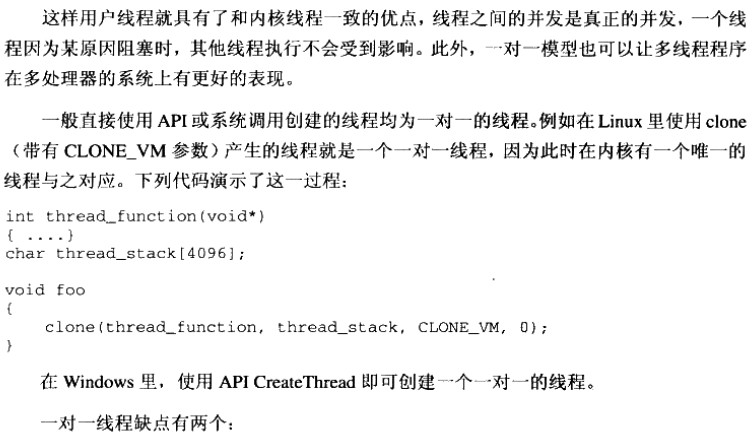 这样用户线程就具有了和内核线程一致的优点，线程之间的并发是真正的并发，一个线
程因为某原因阻塞时，其他线程执行不会受到影响。此外，一对一模型也可以让多线程程序
在多处理器的系统上有更好的表现。
一般直接使用 API 或系统调用创建的线程均为一对一的线程。例如在 Linux 里使用 clone
（带有 CLONE_VM 参数）产生的线程就是一个一对一线程，因为此时在内核有一个唯一的
线程与之对应。下列代码演示了这一过程：
int thread_function(void*)
{ ....}
char thread_stack[4096];
void foo
{
    clone(thread_function, thread_stack, CLONE_VM, 0);
}
在 Windows 里，使用 API CreateThread 即可创建一个一对一的线程。
一对一线程缺点有两个：